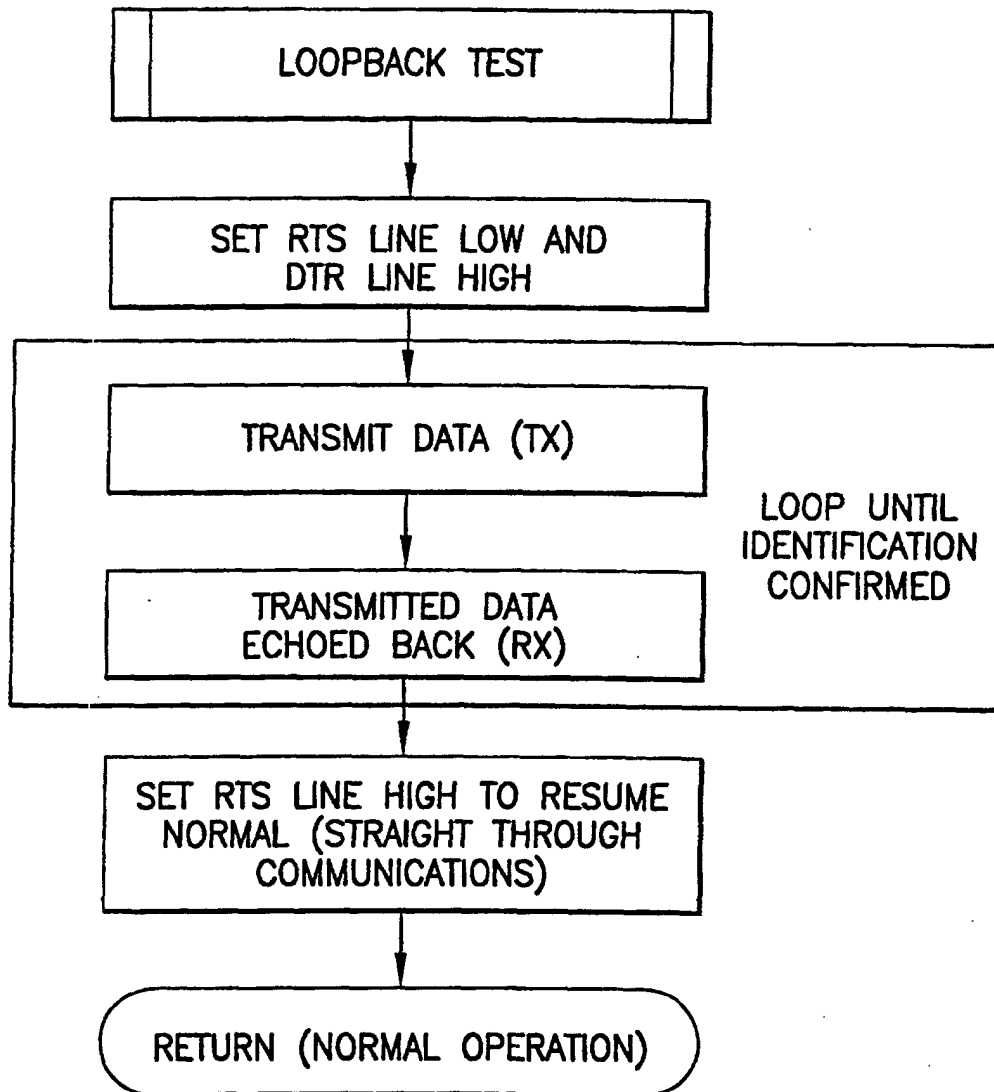 LOOPBACK TEST
SET RTS LINE LOW AND
DTR LINE HIGH
TRANSMIT DATA (TX)
LOOP UNTIL
IDENTIFICATION
CONFIRMED
TRANSMITTED DATA
ECHOED BACK (RX)
SET RTS LINE HIGH TO RESUME
NORMAL (STRAIGHT THROUGH
COMMUNICATIONS)
RETURN (NORMAL OPERATION)